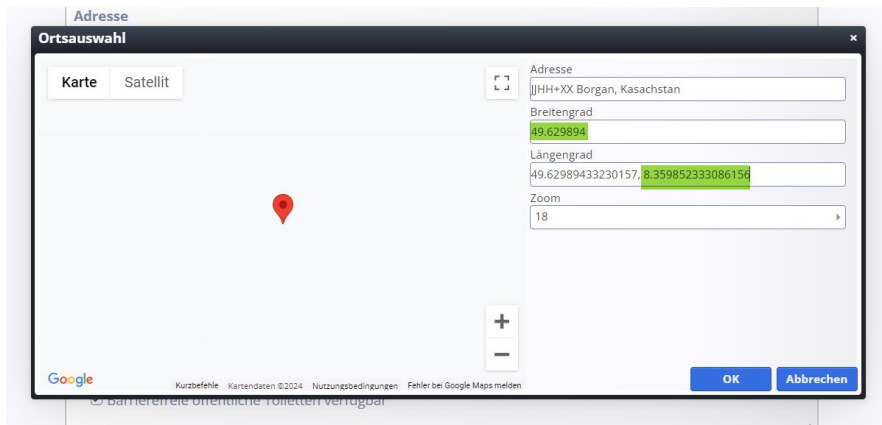 Adresse
Ortsauswahl
×
Karte Satellit
Adresse
JJHH+XX Borgan, Kasachstan
Breitengrad
49.629894
Längengrad
49.62989433230157, 8.359852333086156
Zoom
18
Google
Kurzbefehle Kartendaten ©2024 Nutzungsbedingungen Fehler bei Google Maps melden
OK Abbrechen
Barrierefreie öffentliche Toiletten verfügbar